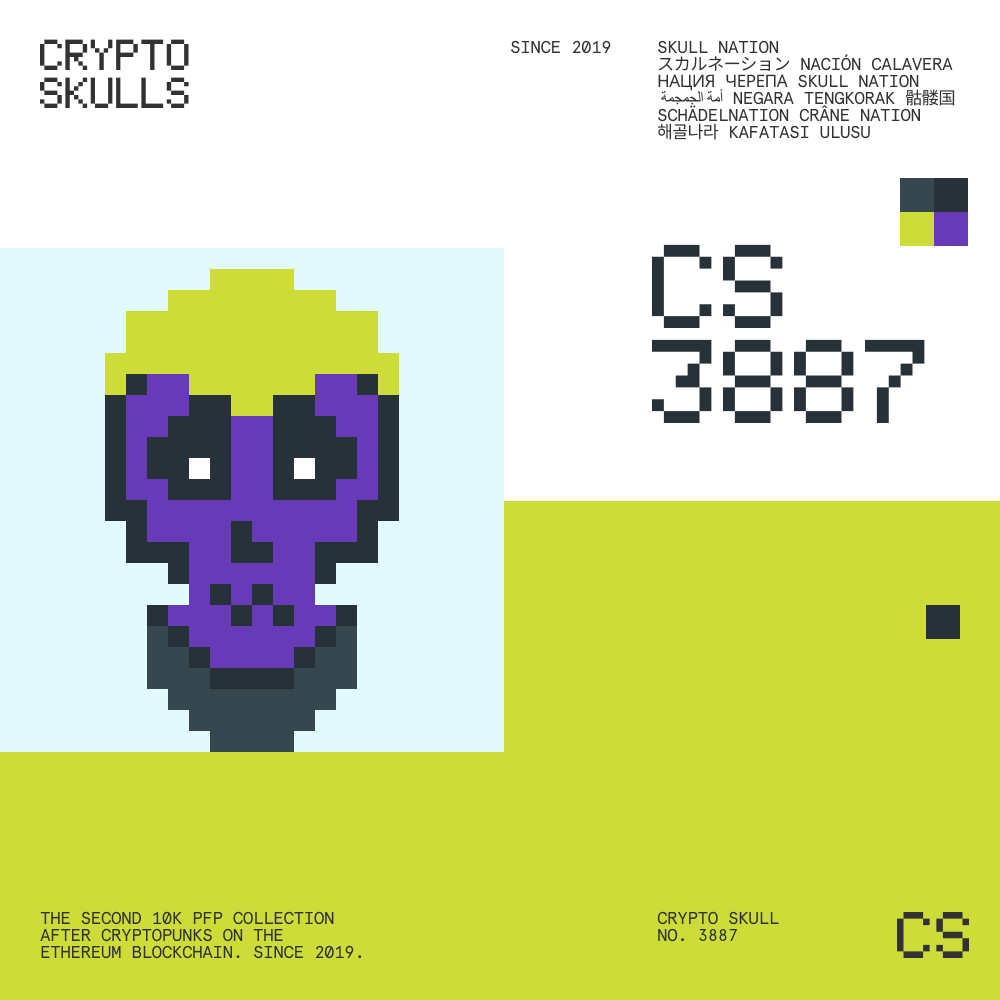 CRYPTO
SKULLS
SINCE 2019
SKULL NATION
スカルネーション NACIÓN CALAVERA
НАЦИЯ ЧЕРЕПА SKULL NATION
أمة الجمجمة NEGARA TENGKORAK 骷髅国
SCHÄDELNATION CRÂNE NATION
해골나라 KAFATASI ULUSU
CS
3887
THE SECOND 10K PFP COLLECTION
AFTER CRYPTOPUNKS ON THE
ETHEREUM BLOCKCHAIN. SINCE 2019.
CRYPTO SKULL
NO. 3887
CS